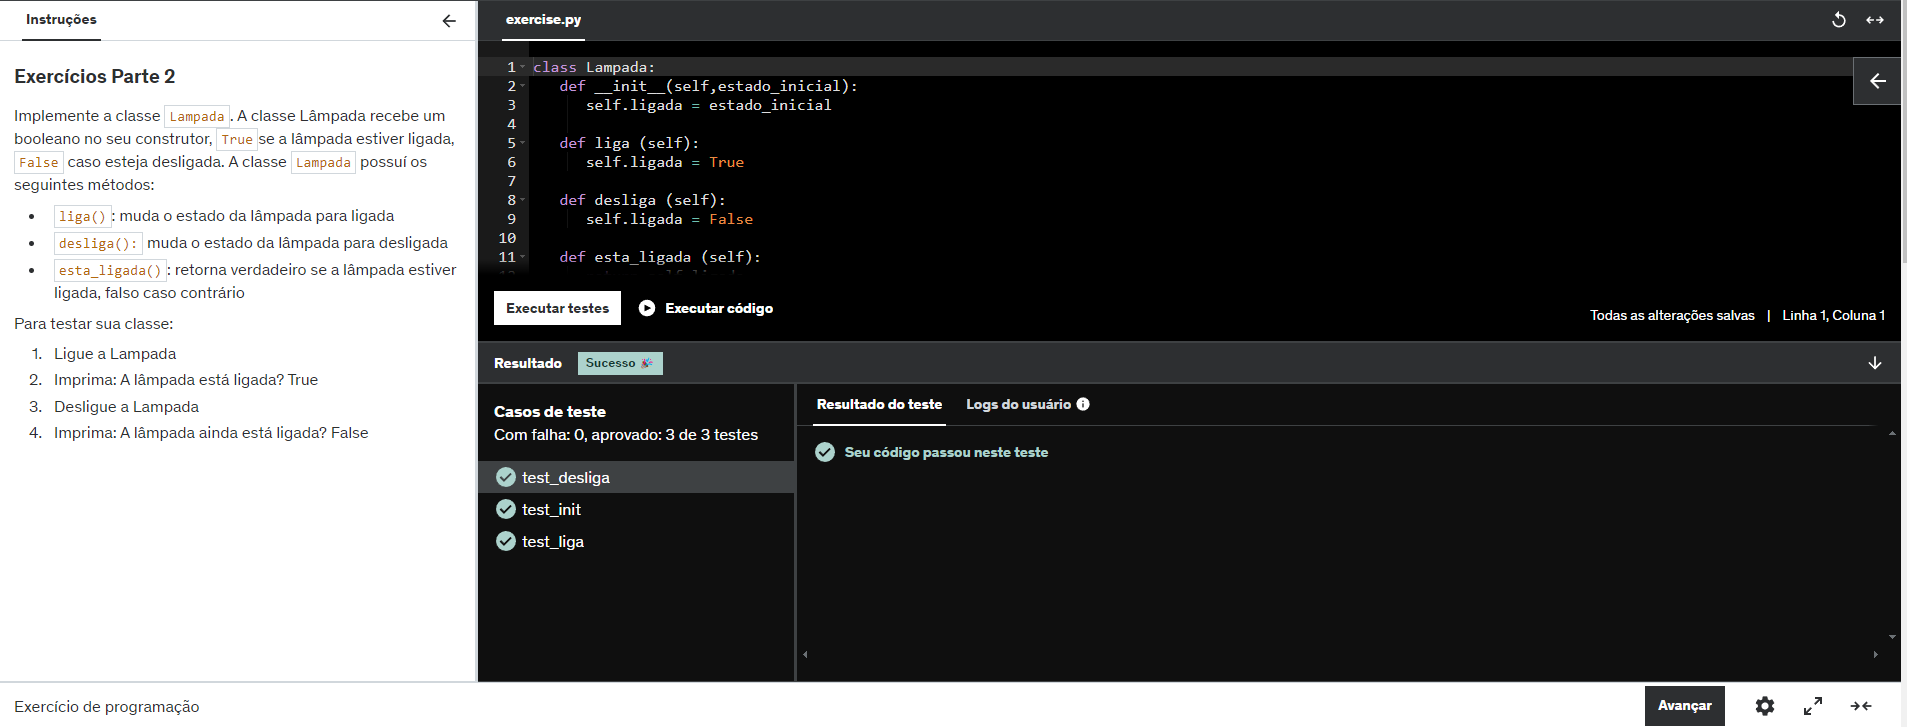 Instruções
Exercícios Parte 2
Implemente a classe Lampada. A classe Lâmpada recebe um
booleano no seu construtor, True se a lâmpada estiver ligada,
False caso esteja desligada. A classe Lampada possuí os
seguintes métodos:
• liga(): muda o estado da lâmpada para ligada
• desliga(): muda o estado da lâmpada para desligada
• esta_ligada(): retorna verdadeiro se a lâmpada estiver
ligada, falso caso contrário
Para testar sua classe:
1. Ligue a Lampada
2. Imprima: A lâmpada está ligada? True
3. Desligue a Lampada
4. Imprima: A lâmpada ainda está ligada? False
exercise.py
1 class Lampada:
2 def __init__(self,estado_inicial):
3 self.ligada = estado_inicial
4
5 def liga (self):
6 self.ligada = True
7
8 def desliga (self):
9 self.ligada = False
10
11 def esta_ligada (self):
Executar testes
Executar código
Todas as alterações salvas | Linha 1, Coluna 1
Resultado
Sucesso 🎉
Casos de teste
Com falha: 0, aprovado: 3 de 3 testes
test_desliga
test_init
test_liga
Resultado do teste
Logs do usuário
Seu código passou neste teste
Exercício de programação
Avançar